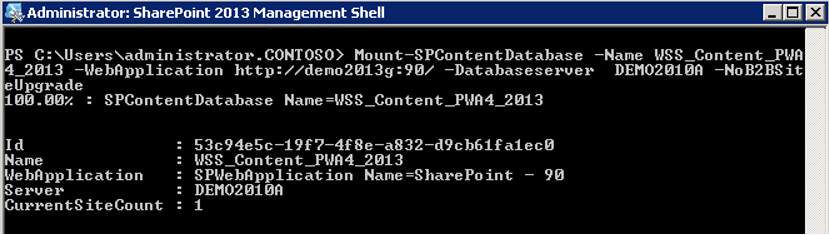 Administrator: SharePoint 2013 Management Shell
PS C:\Users\administrator.CONTOSO> Mount-SPContentDatabase -Name WSS_Content_PWA
4_2013 -WebApplication http://demo2013g:90/ -Databaseserver  DEMO2010A -NoB2BSit
eUpgrade
100.00% : SPContentDatabase Name=WSS_Content_PWA4_2013
Id                : 53c94e5c-19f7-4f8e-a832-d9cb61fa1ec0
Name              : WSS_Content_PWA4_2013
WebApplication    : SPWebApplication Name=SharePoint - 90
Server            : DEMO2010A
CurrentSiteCount : 1